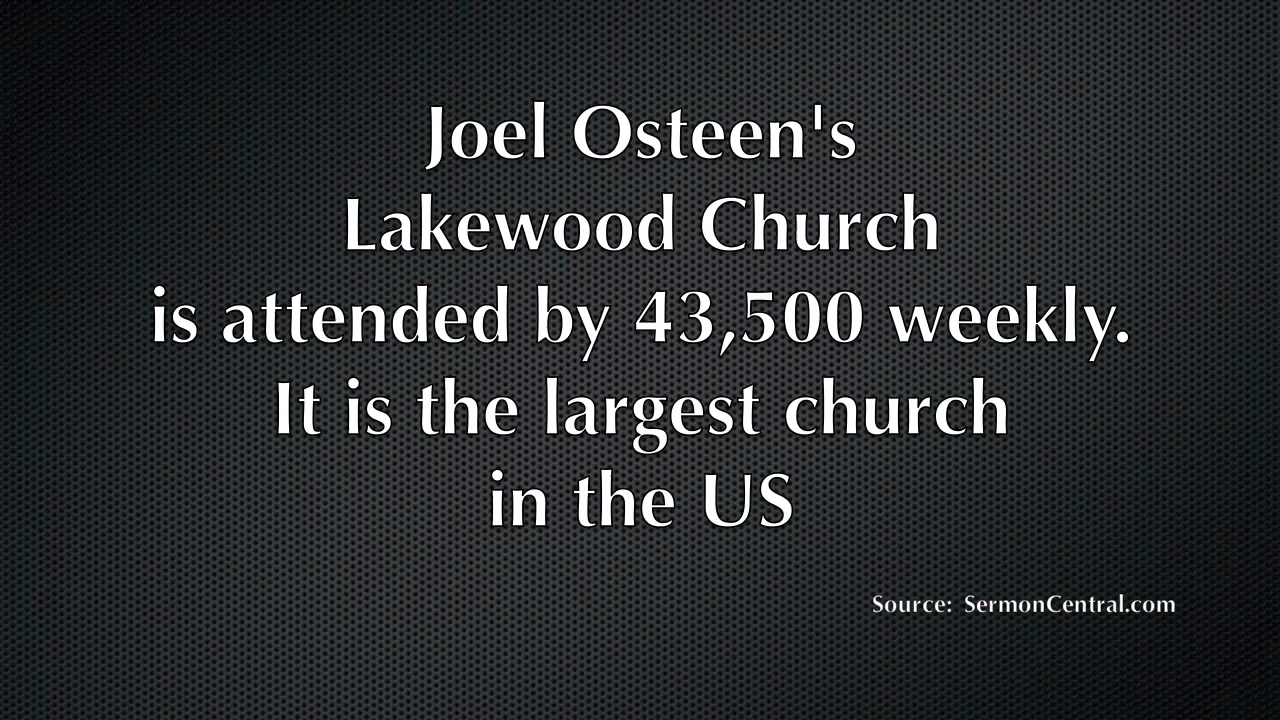 Joel Osteen's
Lakewood Church
is attended by 43,500 weekly.
It is the largest church
in the US
Source: SermonCentral.com